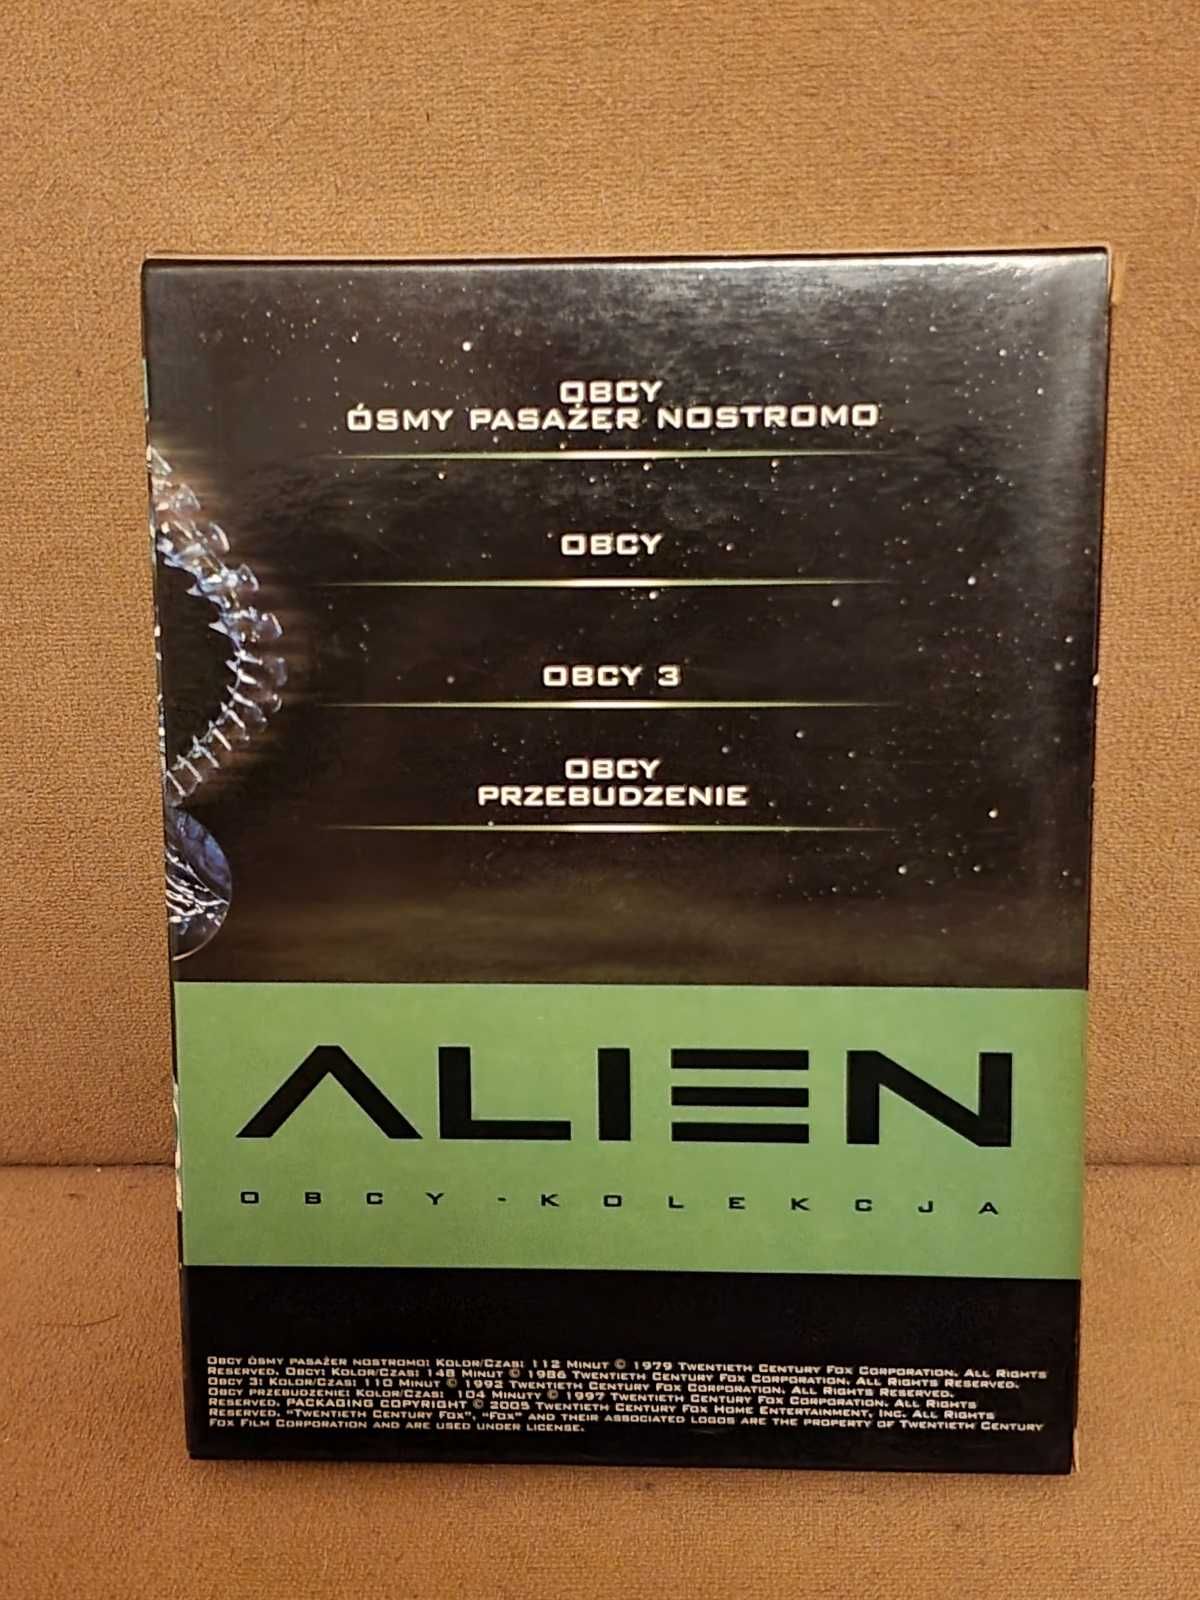 OBCY
ÓSMY PASAŻER NOSTROMO
OBCY
OBCY 3
OBCY
PRZEBUDZENIE
ALIEN
OBCY - KOLEKCJA
OBCY ÓSMY PASAŻER NOSTROMO: KOLOR/CZAS: 112 MINUT © 1979 TWENTIETH CENTURY FOX CORPORATION. ALL RIGHTS
RESERVED. OBCY: KOLOR/CZAS: 148 MINUT © 1986 TWENTIETH CENTURY FOX CORPORATION. ALL RIGHTS RESERVED.
OBCY 3: KOLOR/CZAS: 110 MINUT © 1992 TWENTIETH CENTURY FOX CORPORATION. ALL RIGHTS RESERVED.
OBCY PRZEBUDZENIE: KOLOR/CZAS: 104 MINUTY © 1997 TWENTIETH CENTURY FOX CORPORATION. ALL RIGHTS
RESERVED. PACKAGING COPYRIGHT © 2005 TWENTIETH CENTURY FOX HOME ENTERTAINMENT, INC. ALL RIGHTS
RESERVED. "TWENTIETH CENTURY FOX", "FOX" AND THEIR ASSOCIATED LOGOS ARE THE PROPERTY OF TWENTIETH CENTURY
FOX FILM CORPORATION AND ARE USED UNDER LICENSE.